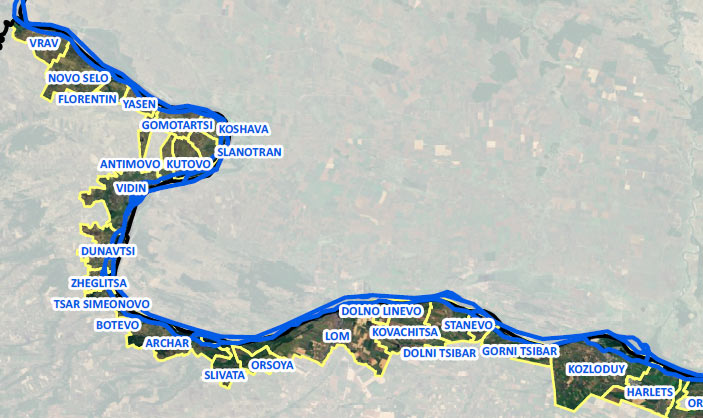 VRAV
NOVO SELO
FLORENTIN
YASEN
GOMOTARTSI
KOSHAVA
SLANOTRAN
ANTIMOVO
KUTOVO
VIDIN
DUNAVTSI
ZHEGLITSA
TSAR SIMEONOVO
BOTEVO
ARCHAR
SLIVATA
ORSOYA
LOM
DOLNO LINEVO
KOVACHITSA
STANEVO
DOLNI TSIBAR
GORNI TSIBAR
KOZLODUY
HARLETS
OR